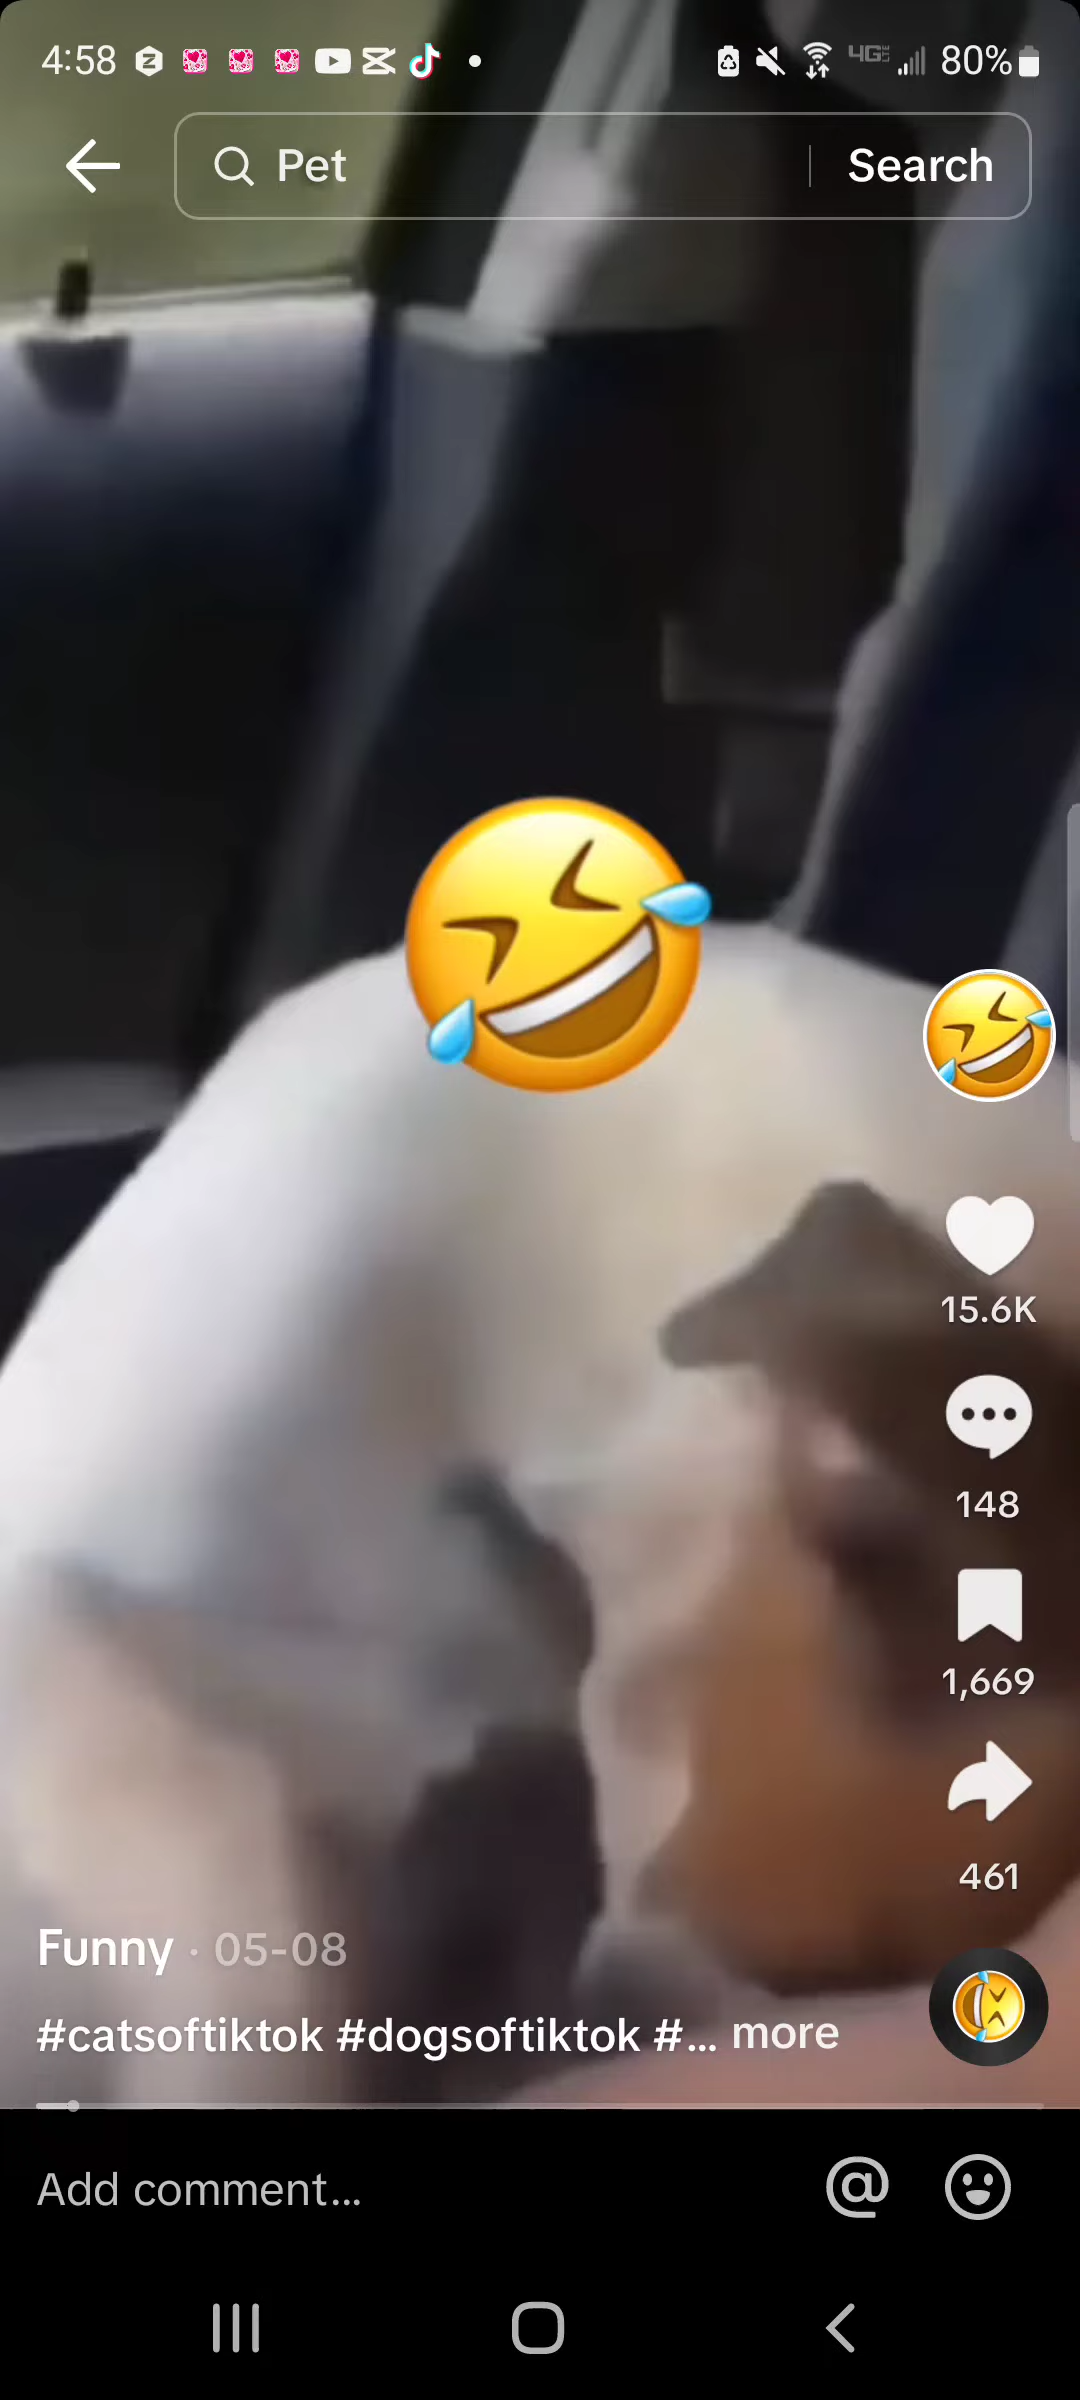 4:58
80%
Pet
Search
15.6K
148
1,669
461
Funny · 05-08
#catsoftiktok #dogsoftiktok #... more
Add comment...